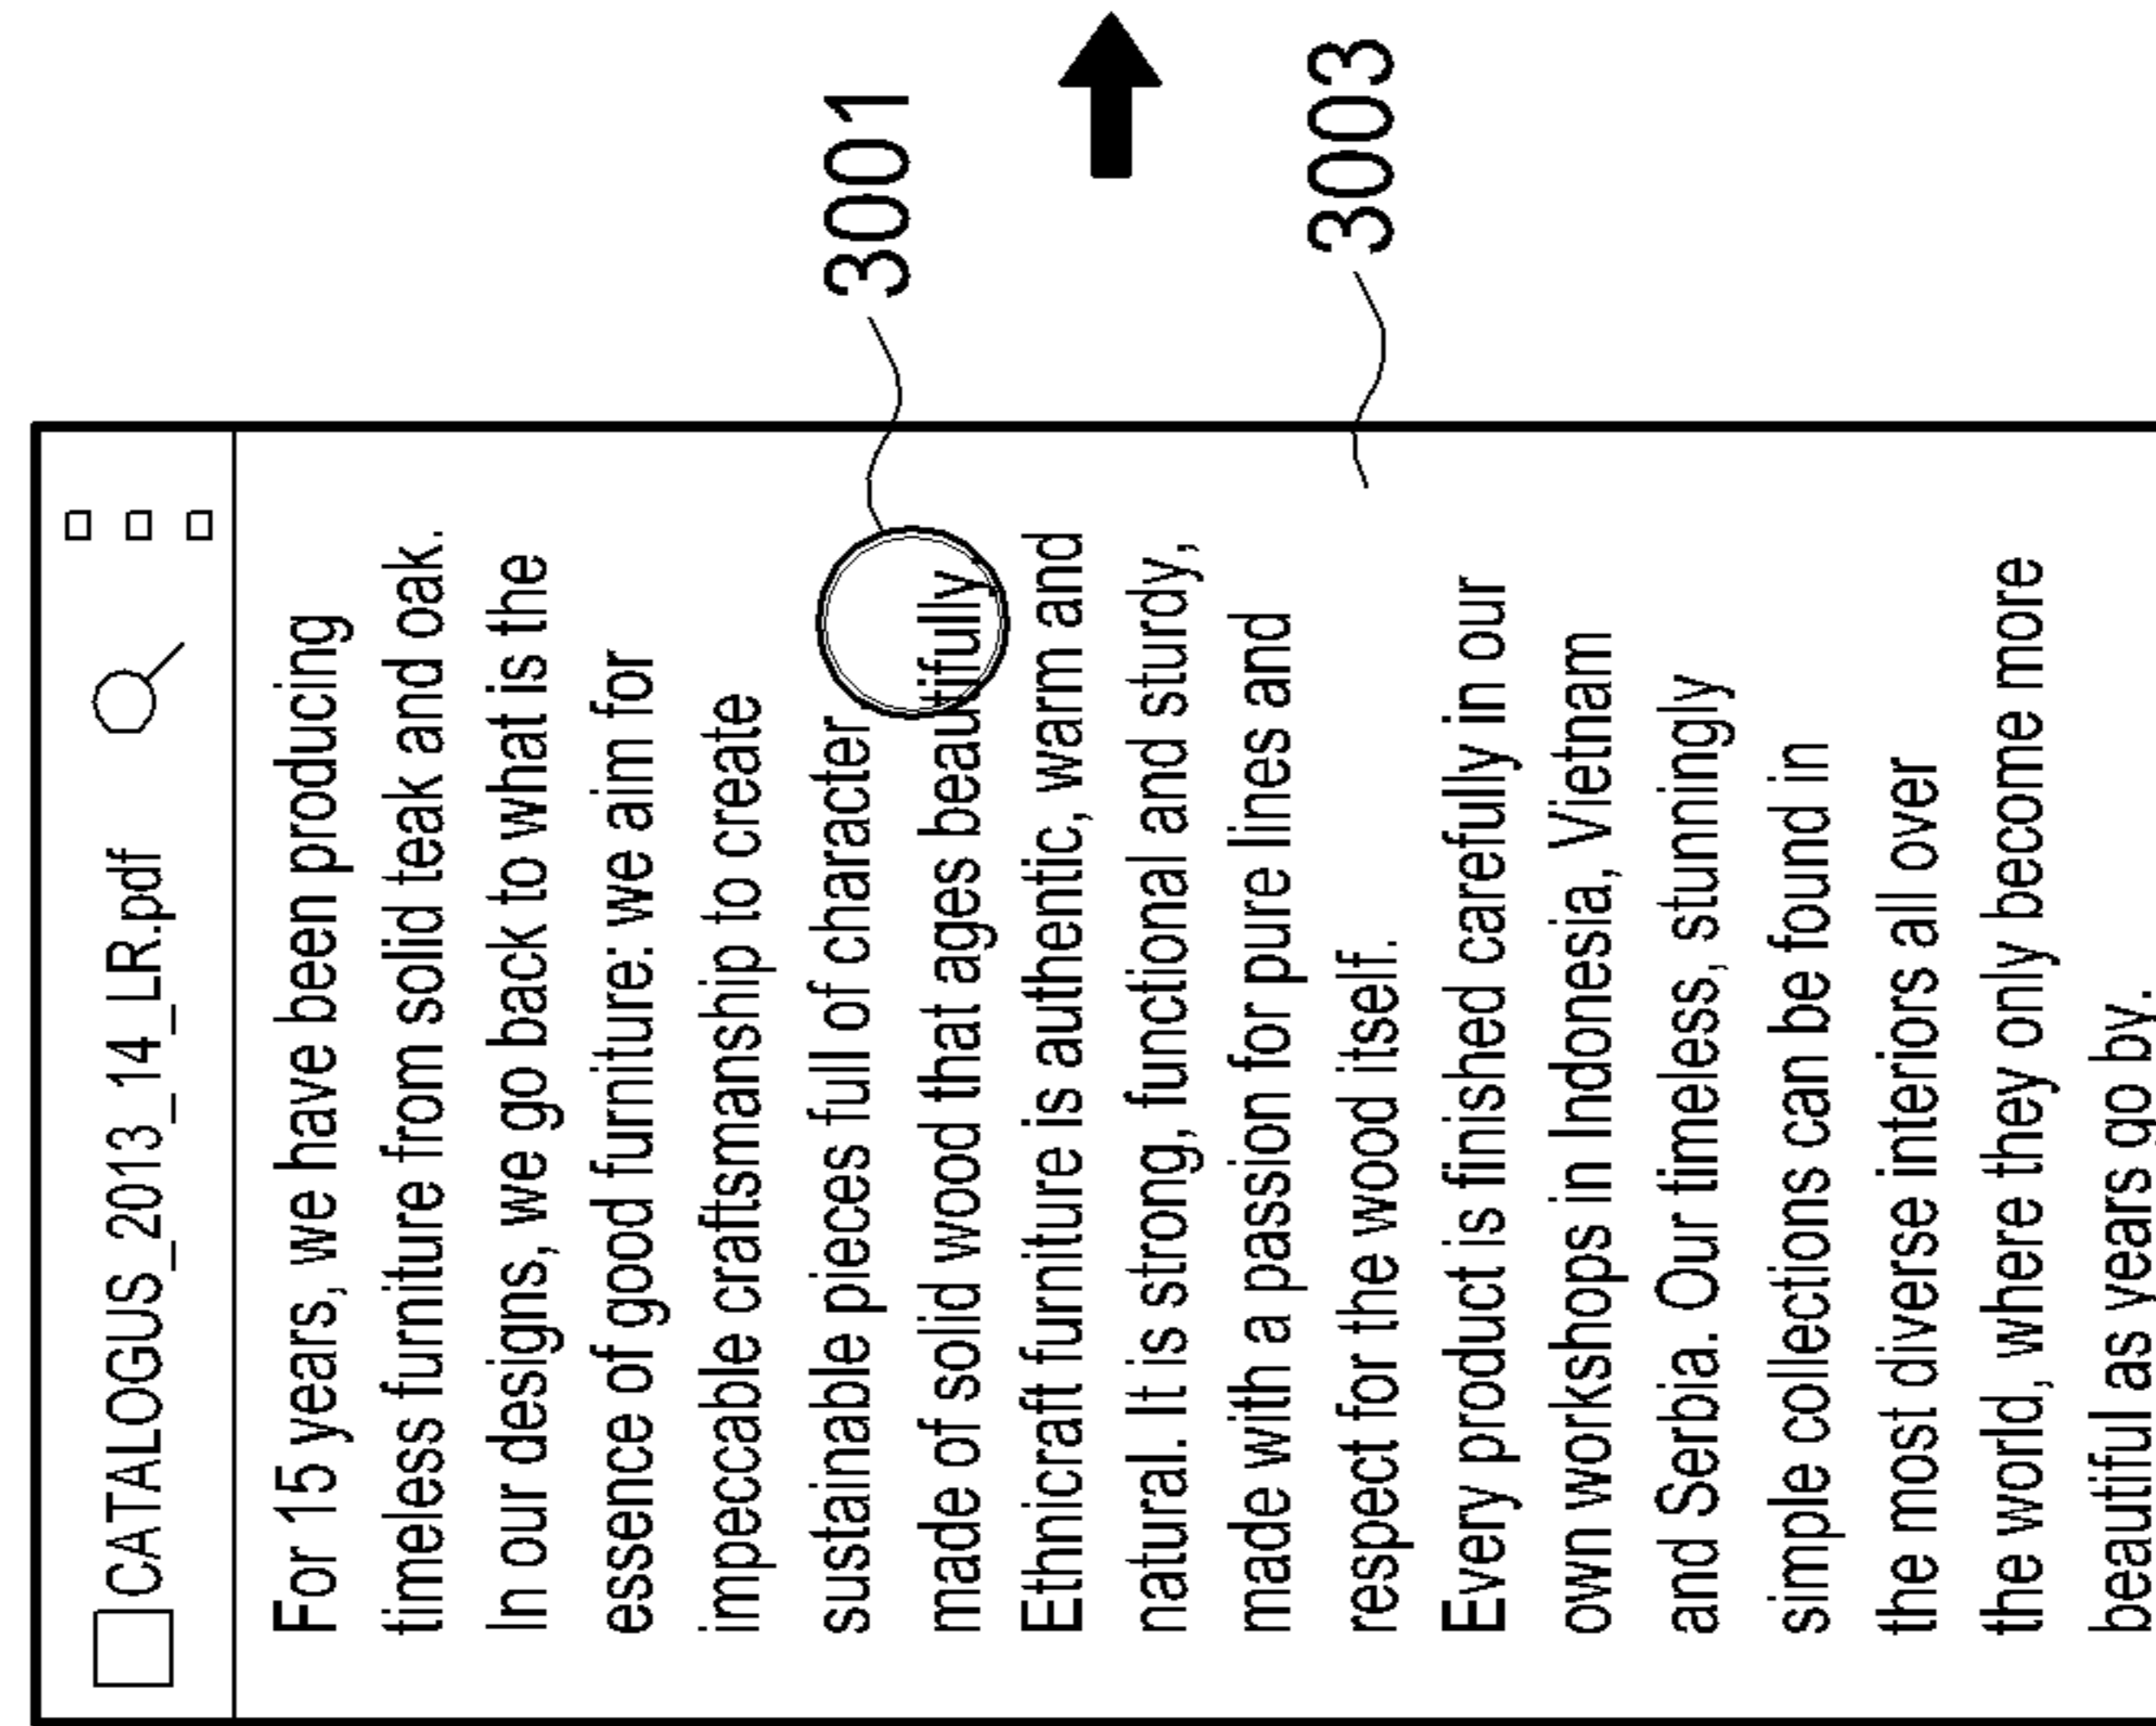 CATALOGUS_2013_14_LR.pdf
For 15 years, we have been producing
timeless furniture from solid teak and oak.
In our designs, we go back to what is the
essence of good furniture: we aim for
impeccable craftsmanship to create
sustainable pieces full of character
made of solid wood that ages beautifully
Ethnicraft furniture is authentic, warm and
natural. It is strong, functional and sturdy,
made with a passion for pure lines and
respect for the wood itself.
Every product is finished carefully in our
own workshops in Indonesia, Vietnam
and Serbia. Our timeless, stunningly
simple collections can be found in
the most diverse interiors all over
the world, where they only become more
beautiful as years go by.
3001
3003